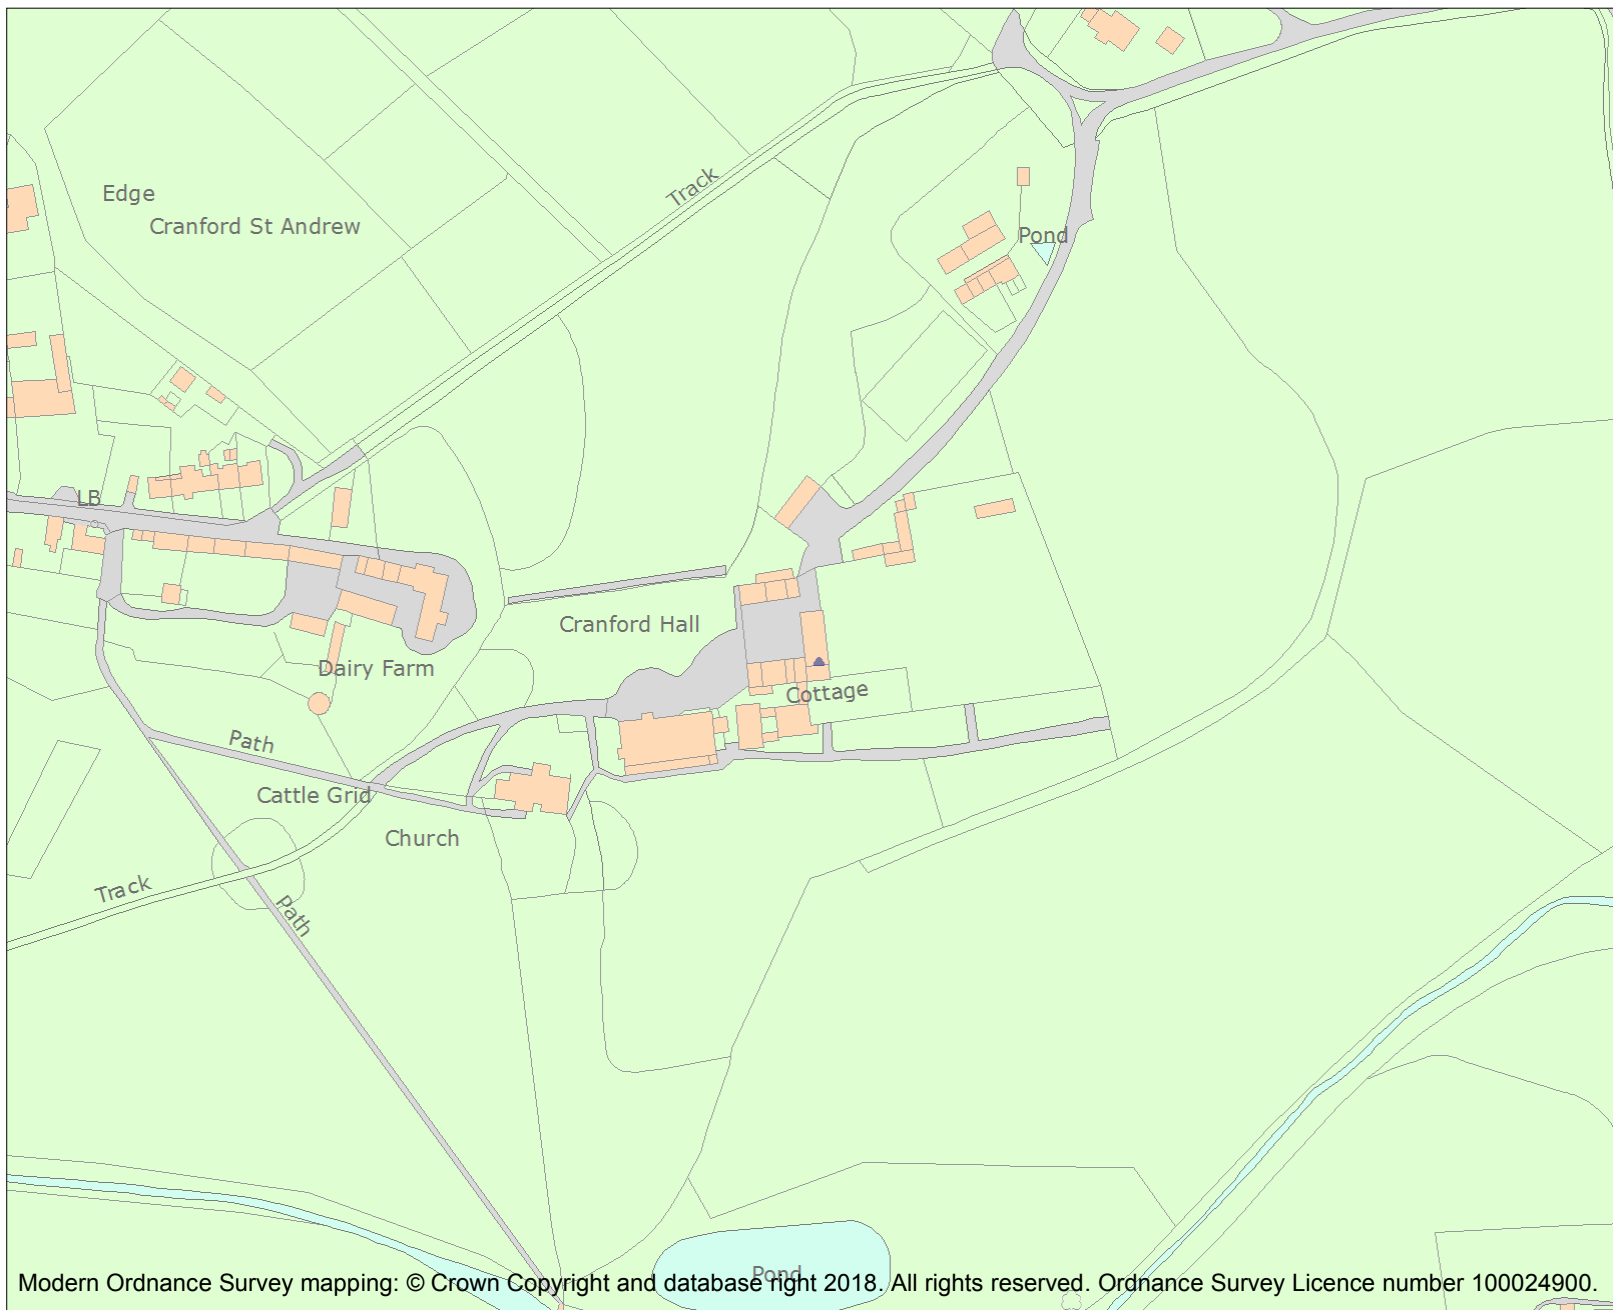 Track
Edge
Cranford St Andrew
Pond
LB
Cranford Hall
Dairy Farm
Cottage
Path
Cattle Grid
Church
Track
Path
Pond
Modern Ordnance Survey mapping: © Crown Copyright and database right 2018. All rights reserved. Ordnance Survey Licence number 100024900.